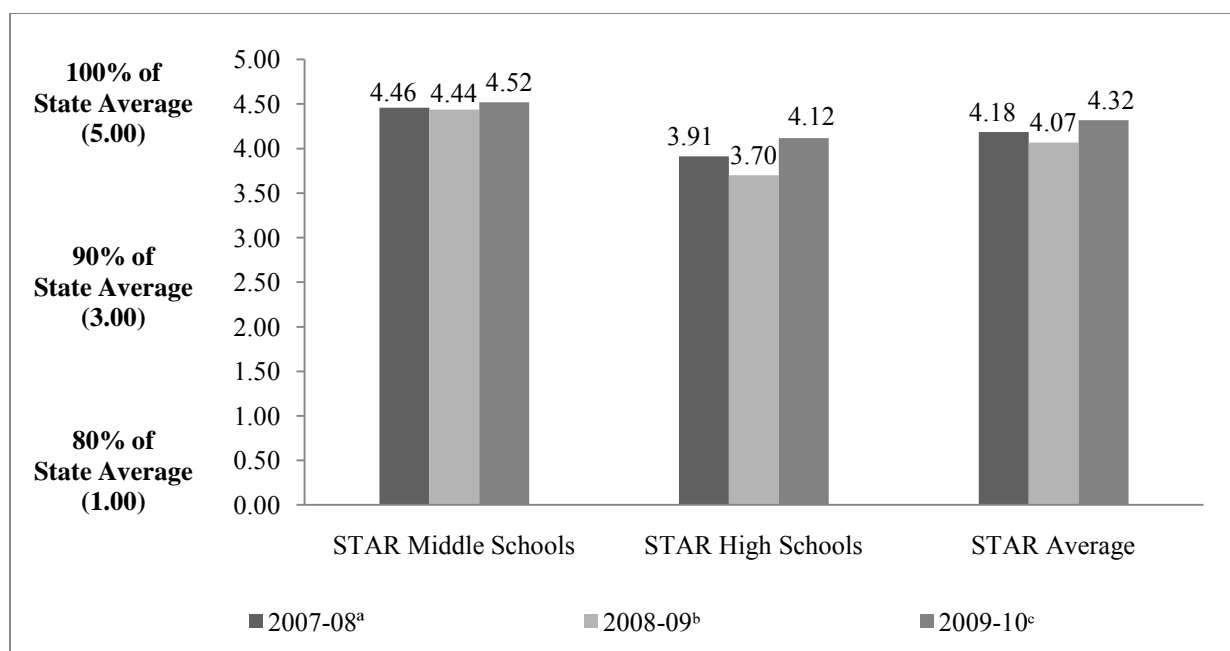 100% of
State Average
(5.00)
90% of
State Average
(3.00)
80% of
State Average
(1.00)
5.00
4.50
4.00
3.50
3.00
2.50
2.00
1.50
1.00
0.50
0.00
4.46
4.44
4.52
3.91
3.70
4.12
4.18
4.07
4.32
STAR Middle Schools
STAR High Schools
STAR Average
2007-08ᵃ
2008-09ᵇ
2009-10ᶜ